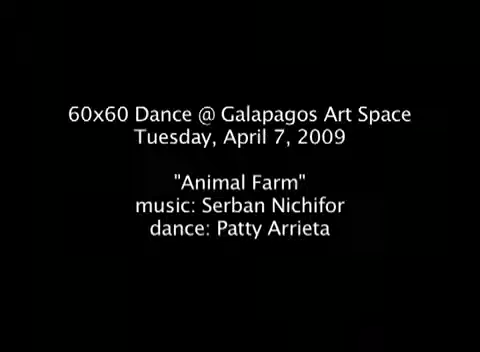 60x60 Dance @ Galapagos Art Space
Tuesday, April 7, 2009
"Animal Farm"
music: Serban Nichifor
dance: Patty Arrieta